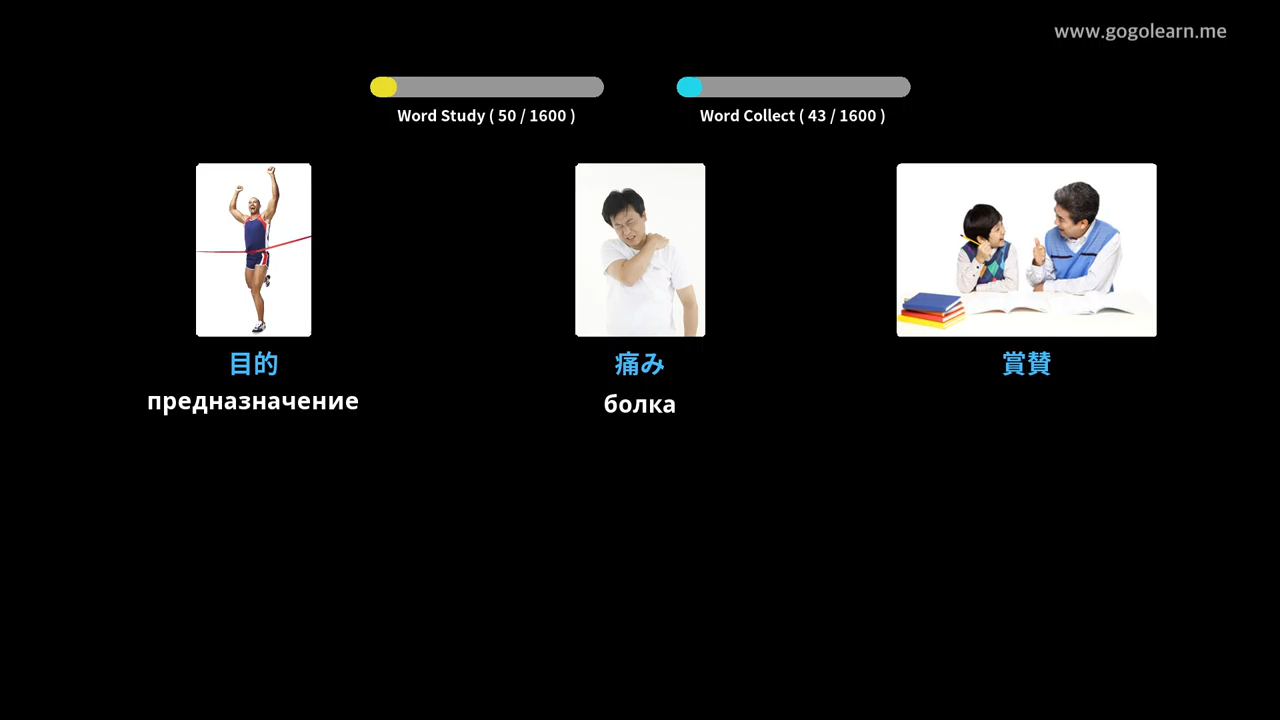 www.gogolearn.me
Word Study ( 50 / 1600 )
Word Collect ( 43 / 1600 )
目的
痛み
賞賛
предназначение
болка